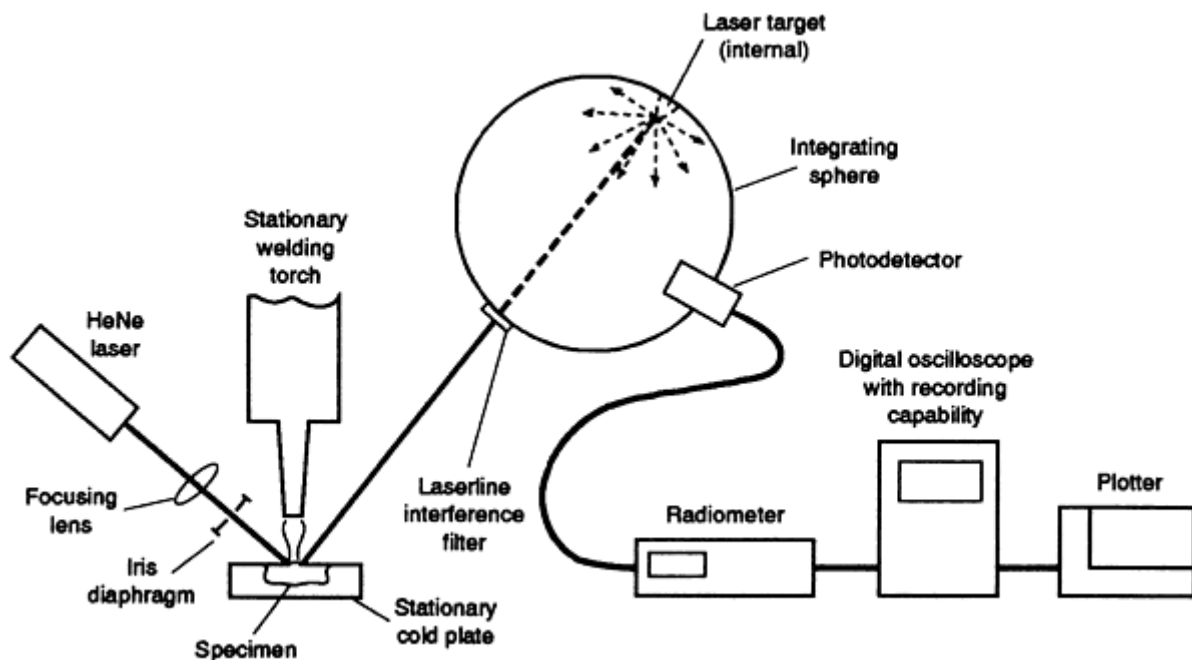 Laser target
(internal)
Integrating
sphere
Stationary
welding
torch
Photodetector
HeNe
laser
Digital oscilloscope
with recording
capability
Focusing
lens
Laserline
interference
filter
Radiometer
Plotter
Iris
diaphragm
Stationary
cold plate
Specimen